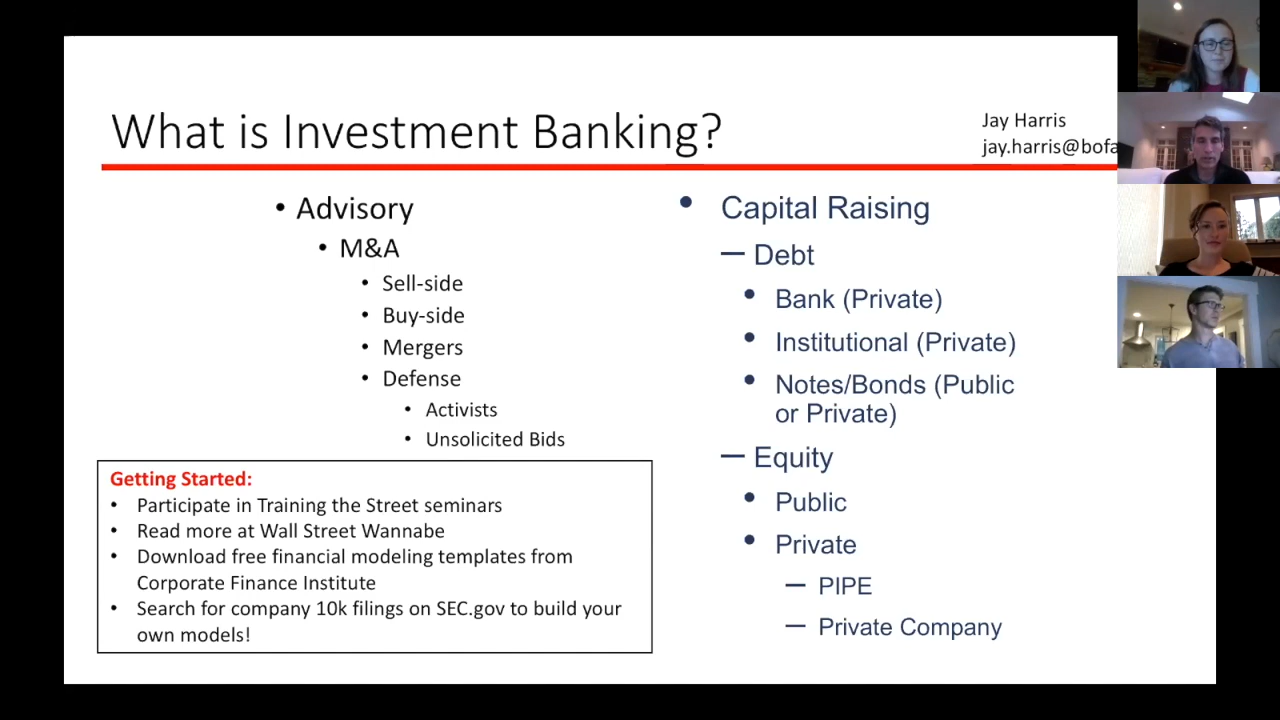 What is Investment Banking?
Jay Harris
jay.harris@bofa
• Advisory
• M&A
• Sell-side
• Buy-side
• Mergers
• Defense
• Activists
• Unsolicited Bids
Getting Started:
• Participate in Training the Street seminars
• Read more at Wall Street Wannabe
• Download free financial modeling templates from
Corporate Finance Institute
• Search for company 10k filings on SEC.gov to build your
own models!
• Capital Raising
— Debt
• Bank (Private)
• Institutional (Private)
• Notes/Bonds (Public
or Private)
— Equity
• Public
• Private
— PIPE
— Private Company